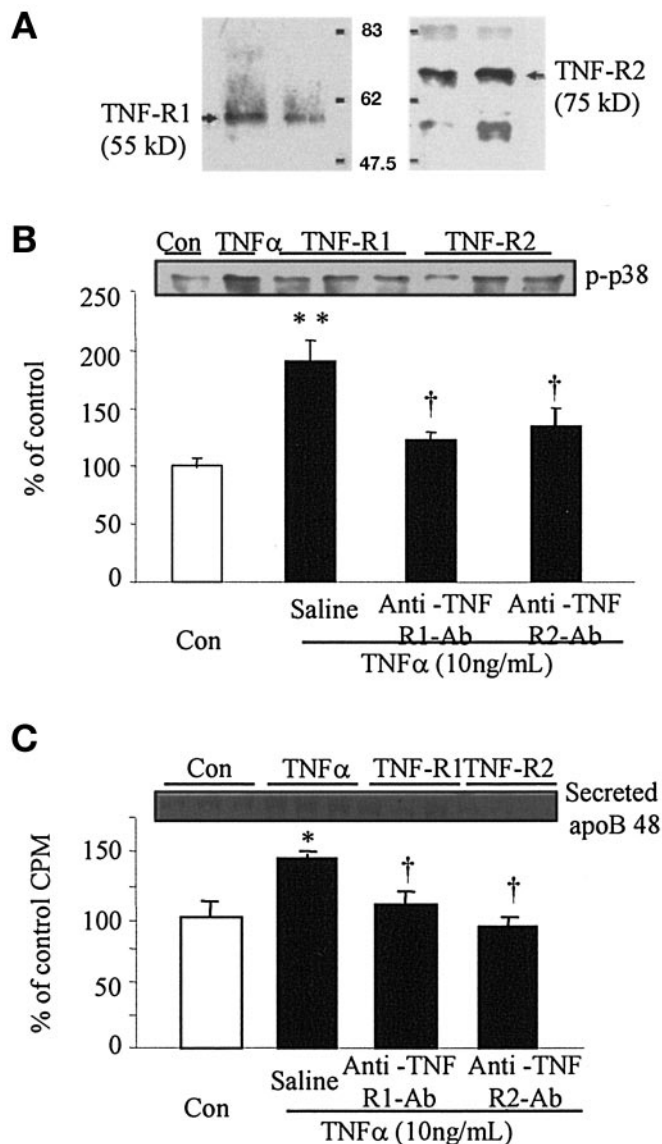 A
83
TNF-R1
(55 kD)
62
47.5
TNF-R2
(75 kD)
B
Con TNFα TNF-R1 TNF-R2
p-p38
% of control
250
200
150
100
50
0
* *
†
†
Con
Saline
Anti -TNF
R1-Ab
Anti -TNF
R2-Ab
TNFα (10ng/mL)
C
Con TNFα TNF-R1 TNF-R2
Secreted
apoB 48
% of control CPM
150
100
50
0
*
†
†
Con
Saline
Anti -TNF
R1-Ab
Anti -TNF
R2-Ab
TNFα (10ng/mL)